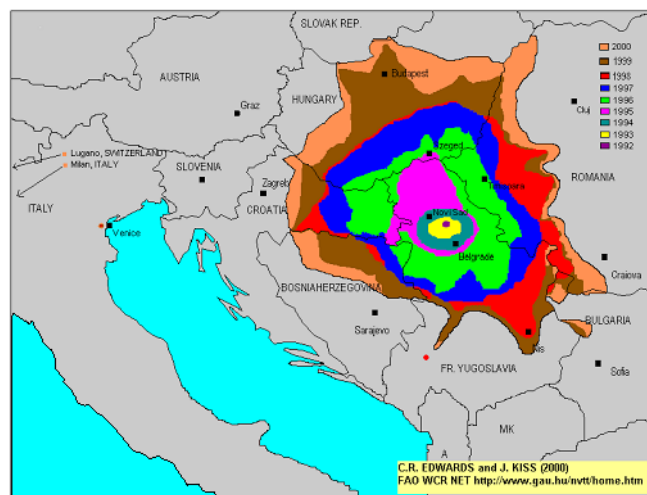 SLOVAK REP.
2000
1999
1998
1997
1996
1995
1994
1993
1992
AUSTRIA
Budapest
HUNGARY
Graz
Cluj
Lugano, SWITZERLAND
Milan, ITALY
Szeged
SLOVENIA
ROMANIA
Zagreb
CROATIA
ITALY
Novi Sad
Venice
Belgrade
Craiova
BOSNIAHERZEGOVINA
Sarajevo
BULGARIA
Nis
FR. YUGOSLAVIA
Sofia
MK
A
C.R. EDWARDS and J. KISS (2000)
FAO WCR NET http://www.gau.hu/nvtt/home.htm